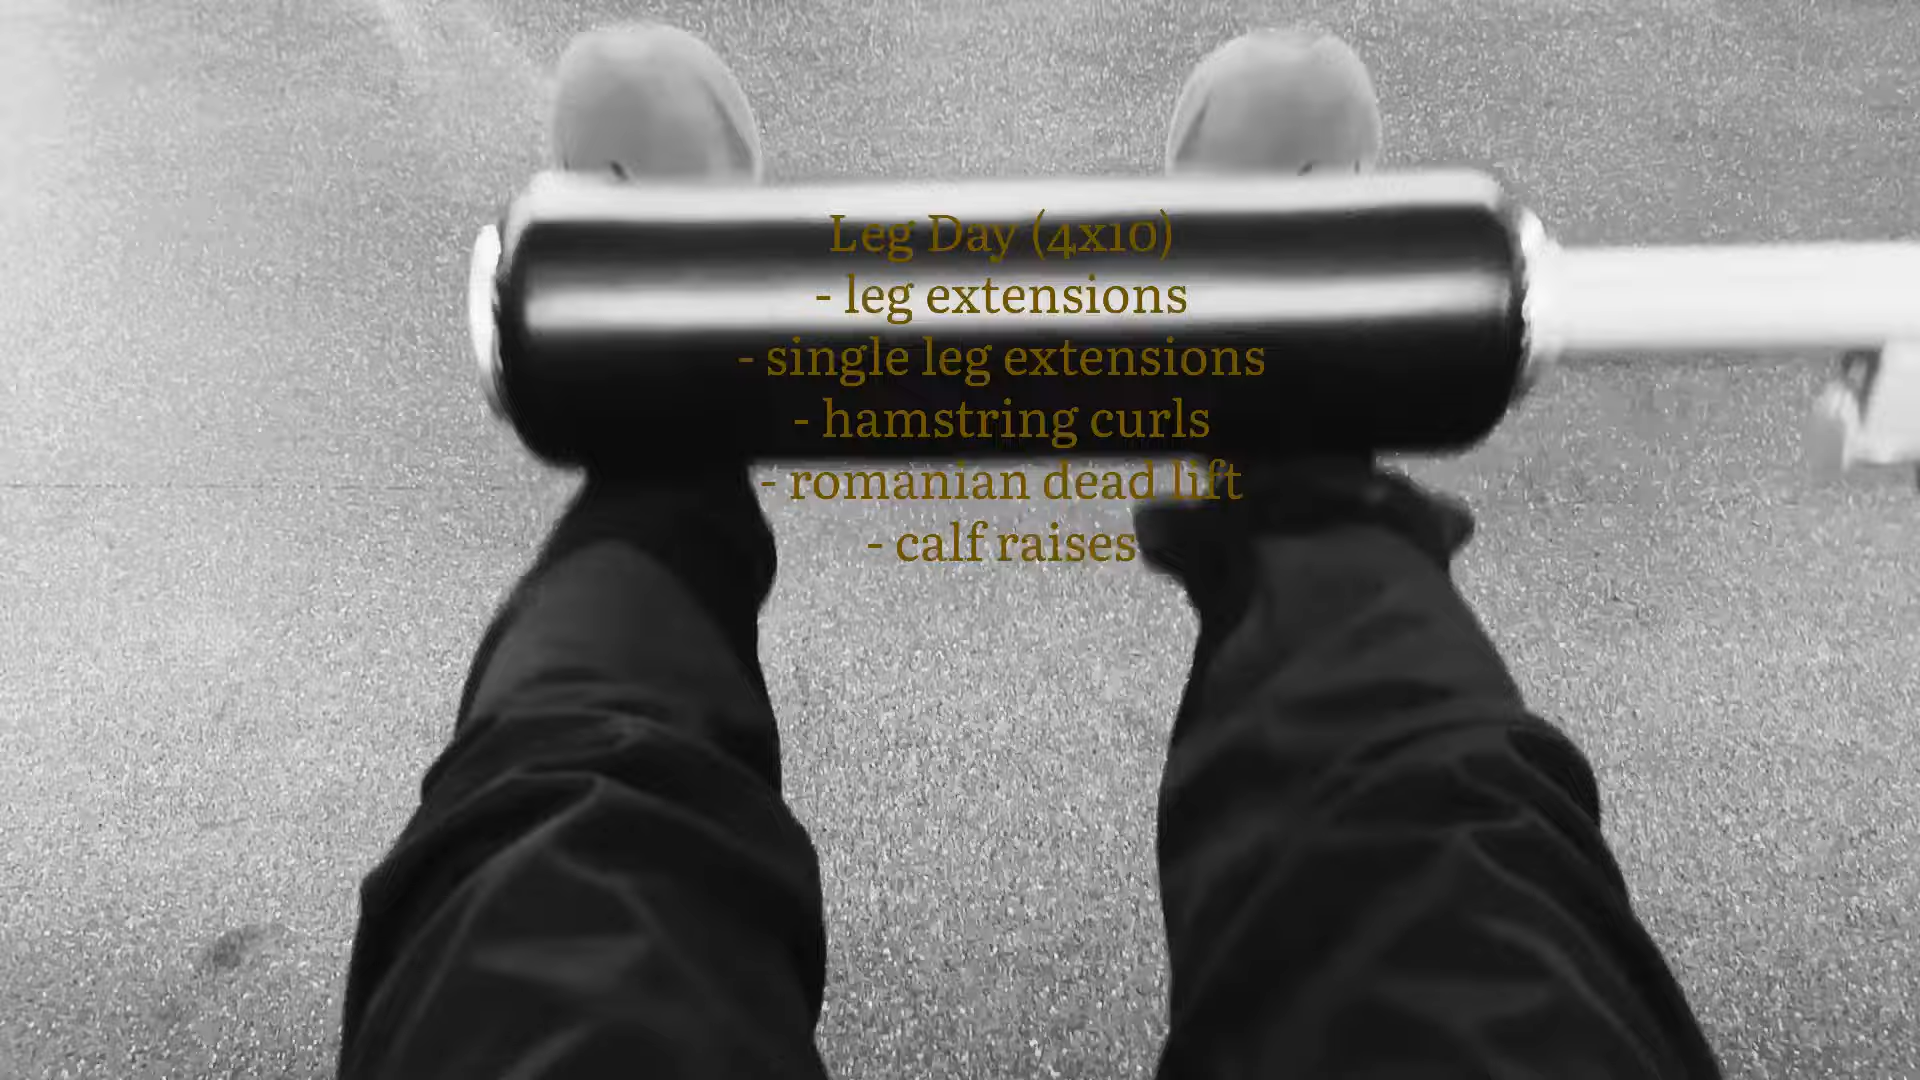 Leg Day (4x10)
- leg extensions
- single leg extensions
- hamstring curls
- romanian dead lift
- calf raises